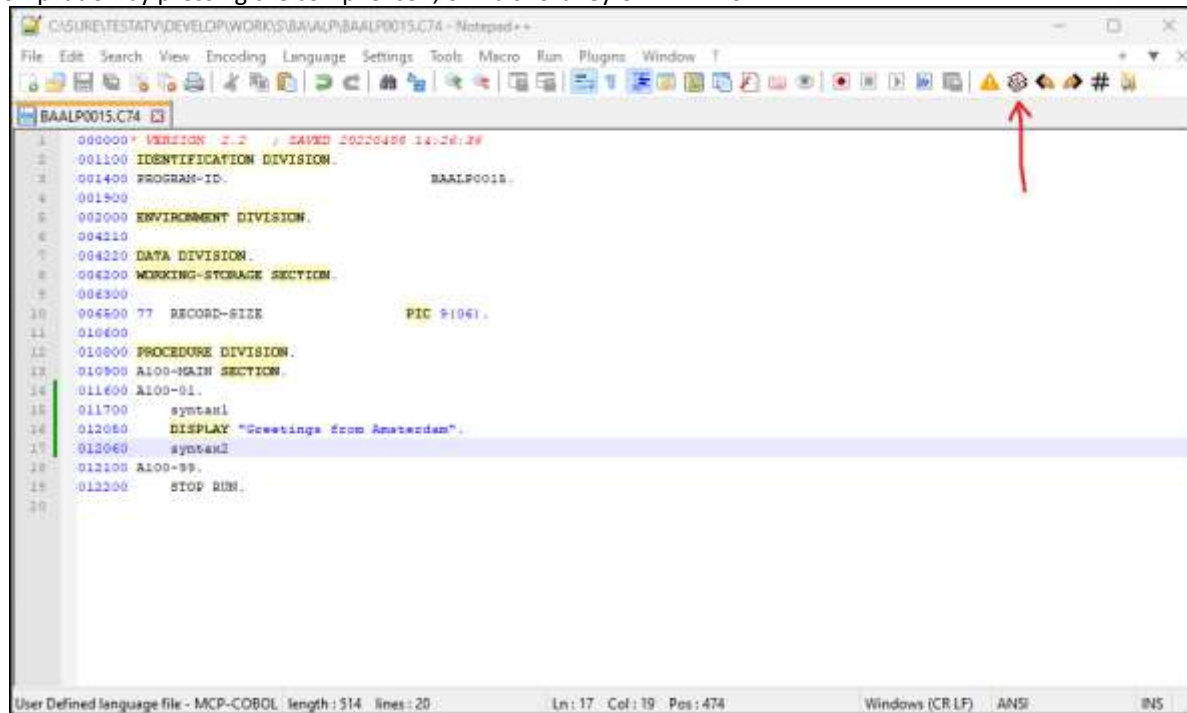 C:\SURE\TESTATV\DEVELOP\WORK\S\BA\ALP\BAALP0015.C74 - Notepad++
File Edit Search View Encoding Language Settings Tools Macro Run Plugins Window ?
BAALP0015.C74
1 000000* VERSION 2.2 ; SAVED 20220406 14:26:36
2 001100 IDENTIFICATION DIVISION.
3 001400 PROGRAM-ID. BAALP0015.
4 001900
5 002000 ENVIRONMENT DIVISION.
6 004210
7 004220 DATA DIVISION.
8 006200 WORKING-STORAGE SECTION.
9 006300
10 006500 77 RECORD-SIZE PIC 9(06).
11 010600
12 010800 PROCEDURE DIVISION.
13 010900 A100-MAIN SECTION.
14 011600 A100-01.
15 011700 syntax1
16 012050 DISPLAY "Greetings from Amsterdam".
17 012060 syntax2
18 012100 A100-99.
19 012200 STOP RUN.
20
User Defined language file - MCP-COBOL length : 514 lines : 20 Ln : 17 Col : 19 Pos : 474 Windows (CR LF) ANSI INS